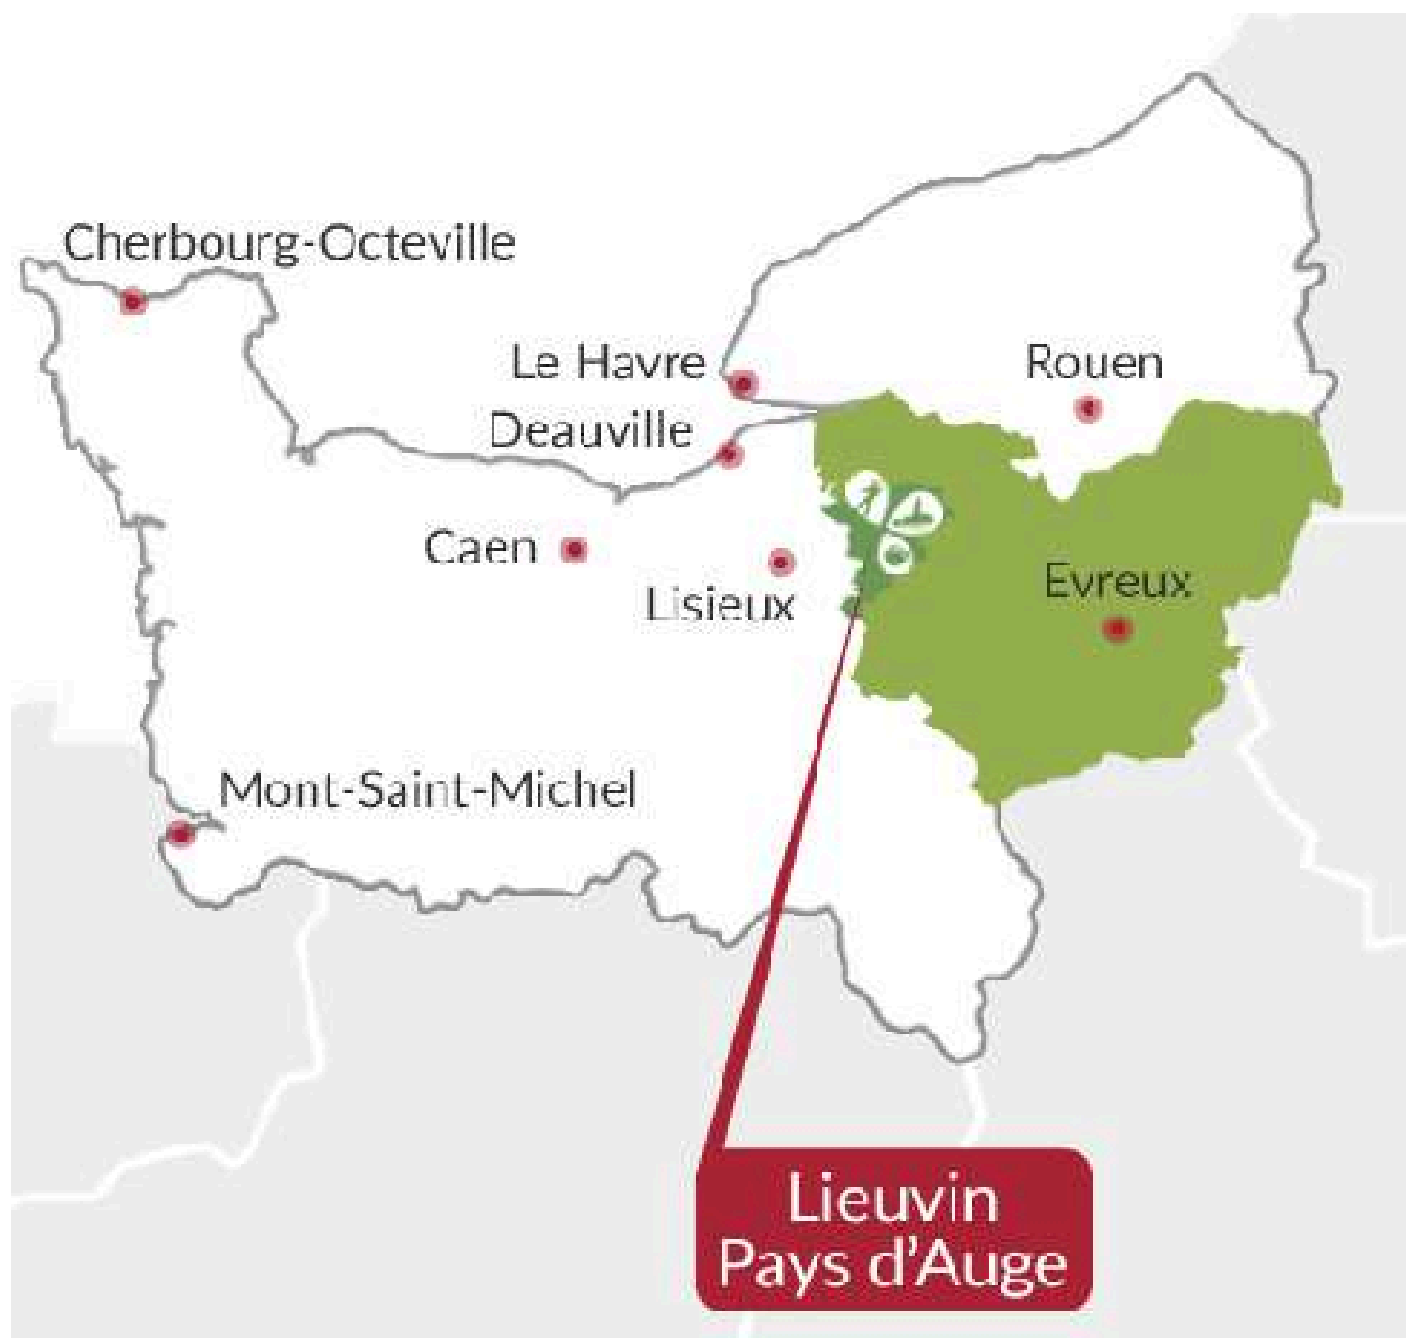 Cherbourg-Octeville
Le Havre
Rouen
Deauville
Caen
Lisieux
Evreux
Mont-Saint-Michel
Lieuvin
Pays d'Auge